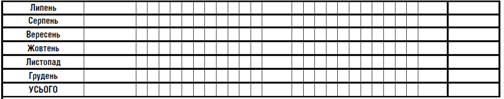 Липень
Серпень
Вересень
Жовтень
Листопад
Грудень
УСЬОГО